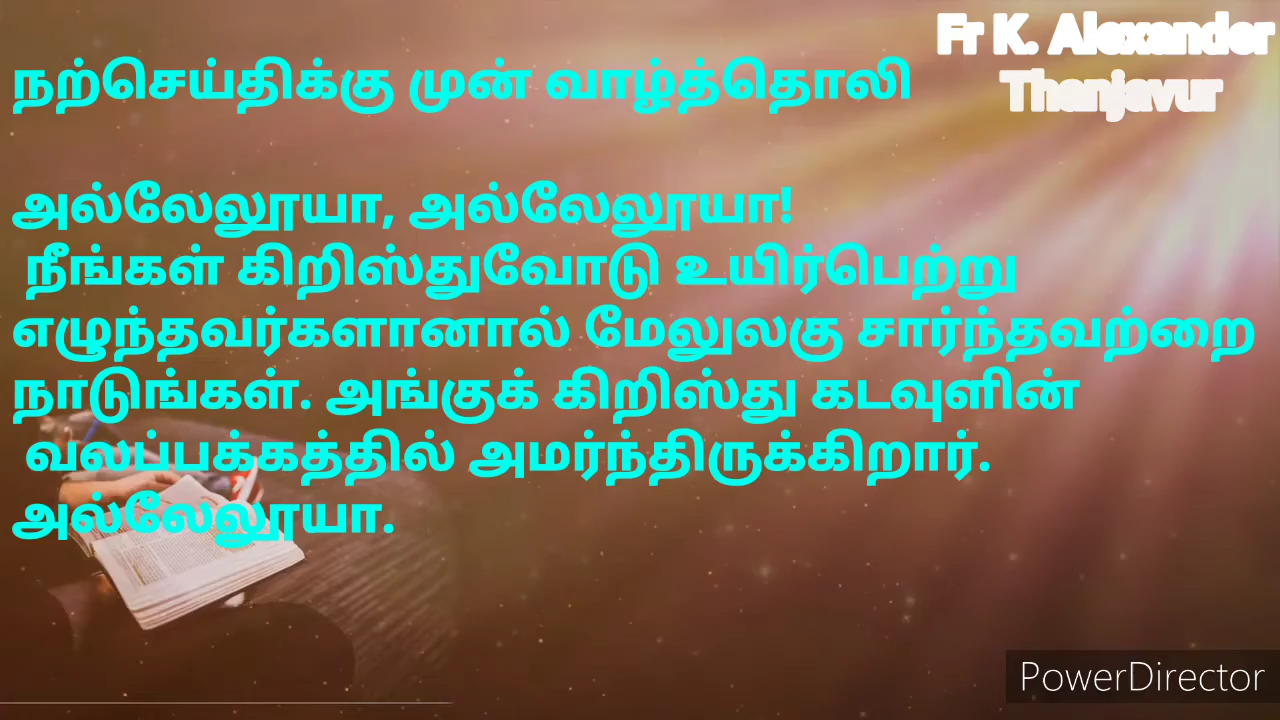 Fr K. Alexander
Thanjavur
நற்செய்திக்கு முன் வாழ்த்தொலி
அல்லேலூயா, அல்லேலூயா!
நீங்கள் கிறிஸ்துவோடு உயிர்பெற்று
எழுந்தவர்களானால் மேலுலகு சார்ந்தவற்றை
நாடுங்கள். அங்குக் கிறிஸ்து கடவுளின்
வலப்பக்கத்தில் அமர்ந்திருக்கிறார்.
அல்லேலூயா.
PowerDirector